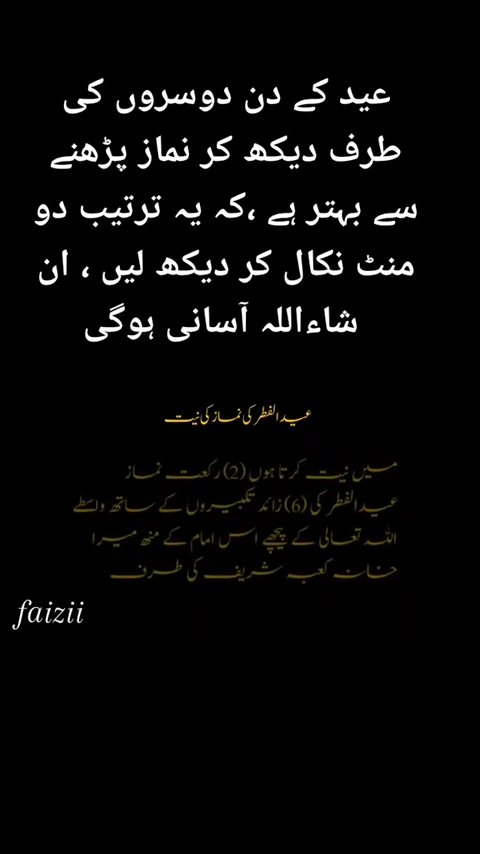 عید کے دن دوسروں کی
طرف دیکھ کر نماز پڑھنے
سے بہتر ہے ،کہ یہ ترتیب دو
منٹ نکال کر دیکھ لیں ، ان
شاءاللہ آسانی ہوگی
عیدالفطر کی نماز کی نیت
میں نیت کرتا ہوں (2) رکعت نماز
عیدالفطر کی (6) زائد تکبیروں کے ساتھ واسطے
اللہ تعالی کے پیچھے اس امام کے منھ میرا
خانہ کعبہ شریف کی طرف
faizii